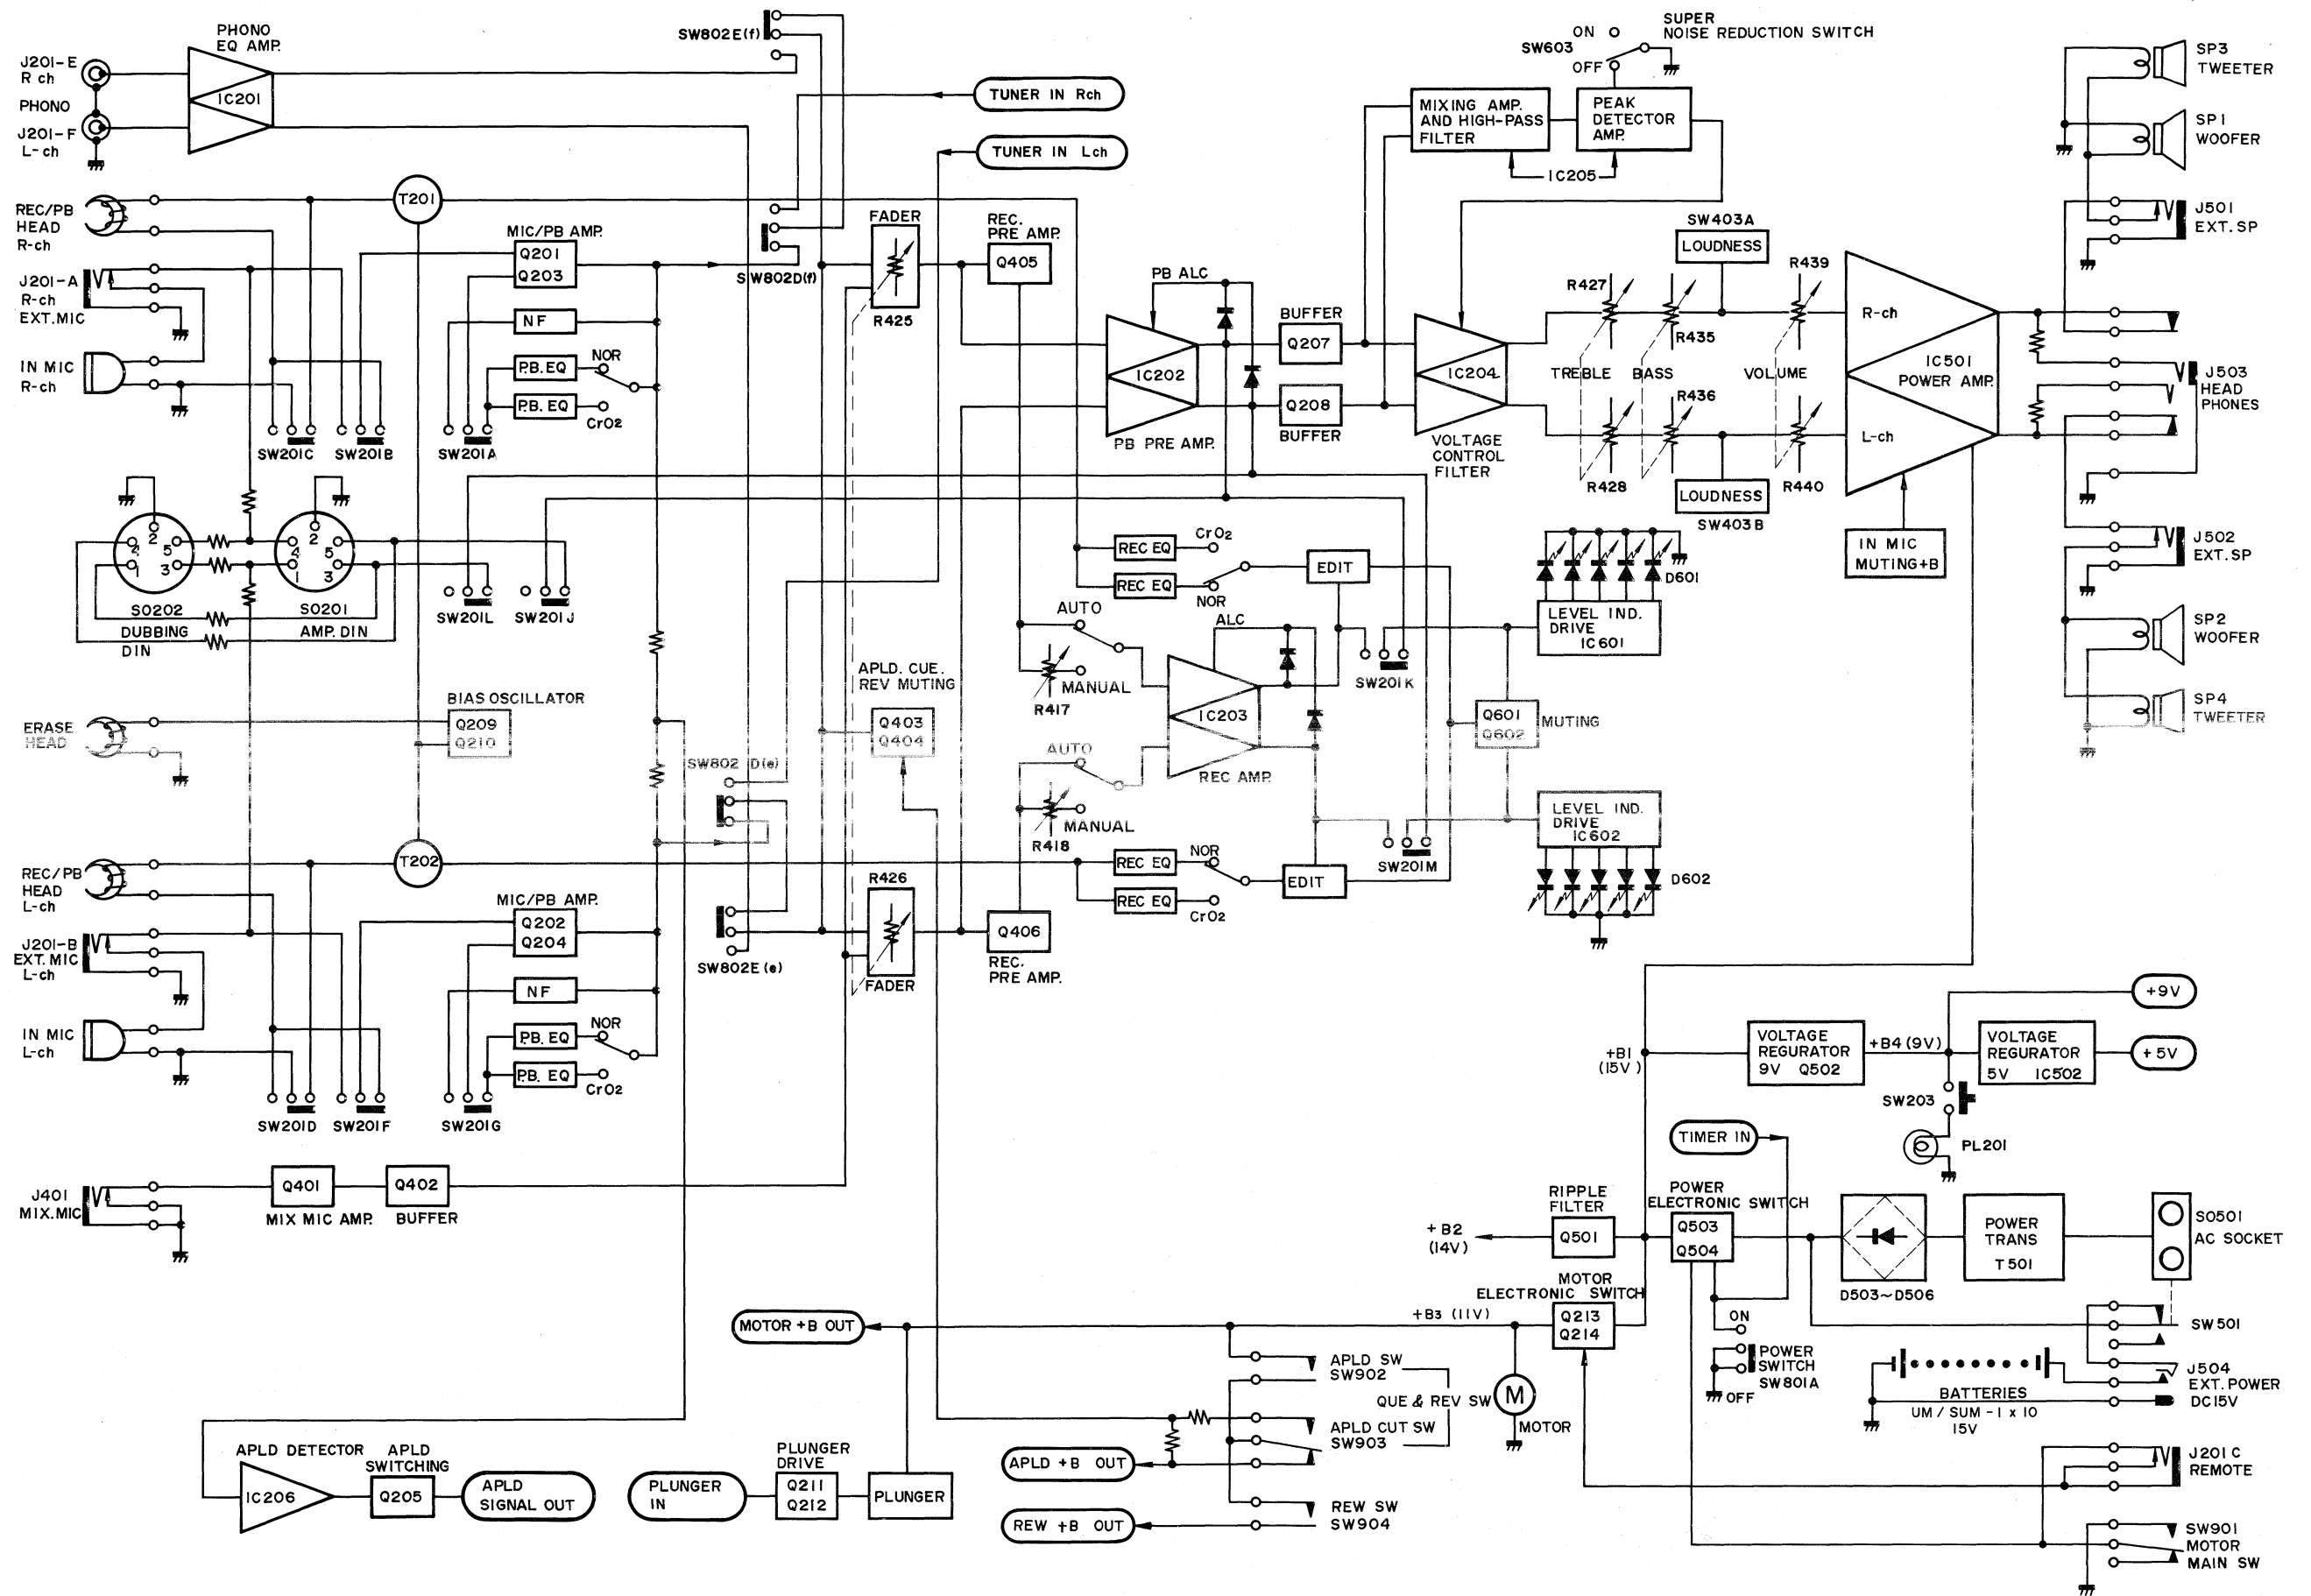 PHONO
EQ AMP.
J201-E
R ch
PHONO
J201-F
L-ch
IC201
SW802E(f)
TUNER IN Rch
TUNER IN Lch
SUPER
NOISE REDUCTION SWITCH
ON
SW603
OFF
MIXING AMP.
AND HIGH-PASS
FILTER
PEAK
DETECTOR
AMP.
IC205
SP3
TWEETER
SP1
WOOFER
J501
EXT.SP
REC/PB
HEAD
R-ch
T201
MIC/PB AMP.
Q201
Q203
SW802D(f)
FADER
R425
REC.
PRE AMP.
Q405
J201-A
R-ch
EXT.MIC
NF
IN MIC
R-ch
P.B. EQ
NOR
P.B. EQ
CrO2
SW201C
SW201B
SW201A
PB ALC
IC202
PB PRE AMP.
BUFFER
Q207
Q208
BUFFER
IC204
VOLTAGE
CONTROL
FILTER
SW403A
LOUDNESS
R427
R435
R439
TREBLE
BASS
VOLUME
R436
R428
R440
LOUDNESS
SW403B
R-ch
IC501
POWER AMP.
L-ch
IN MIC
MUTING+B
J503
HEAD
PHONES
J502
EXT.SP
SP2
WOOFER
SP4
TWEETER
2
4
5
1
3
SO202
DUBBING
DIN
2
4
5
1
3
SO201
AMP. DIN
SW201L
SW201J
REC EQ
CrO2
REC EQ
NOR
EDIT
D601
LEVEL IND.
DRIVE
IC601
AUTO
MANUAL
R417
ALC
IC203
REC AMP.
SW201K
APLD. CUE.
REV MUTING
Q403
Q404
Q601
Q602
MUTING
BIAS OSCILLATOR
Q209
Q210
ERASE
HEAD
SW802 D(e)
AUTO
MANUAL
R418
LEVEL IND.
DRIVE
IC602
SW201M
D602
REC/PB
HEAD
L-ch
T202
MIC/PB AMP.
Q202
Q204
R426
FADER
SW802E(e)
Q406
REC.
PRE AMP.
REC EQ
NOR
REC EQ
CrO2
EDIT
J201-B
EXT.MIC
L-ch
NF
IN MIC
L-ch
P.B. EQ
NOR
P.B. EQ
CrO2
SW201D
SW201F
SW201G
J401
MIX.MIC
Q401
MIX MIC AMP.
Q402
BUFFER
+9V
+B1
(15V)
VOLTAGE
REGURATOR
9V Q502
+B4(9V)
VOLTAGE
REGURATOR
5V IC502
+5V
SW203
PL201
TIMER IN
RIPPLE
FILTER
Q501
+B2
(14V)
POWER
ELECTRONIC SWITCH
Q503
Q504
D503~D506
POWER
TRANS
T501
SO501
AC SOCKET
MOTOR
ELECTRONIC SWITCH
Q213
Q214
+B3 (11V)
MOTOR +B OUT
ON
POWER
SWITCH
SW801A
OFF
SW501
J504
EXT.POWER
DC15V
BATTERIES
UM/SUM-1 x 10
15V
APLD SW
SW902
QUE & REV SW
M
MOTOR
APLD CUT SW
SW903
APLD +B OUT
REW SW
SW904
REW +B OUT
J201C
REMOTE
SW901
MOTOR
MAIN SW
APLD DETECTOR
IC206
APLD
SWITCHING
Q205
APLD
SIGNAL OUT
PLUNGER
IN
PLUNGER
DRIVE
Q211
Q212
PLUNGER